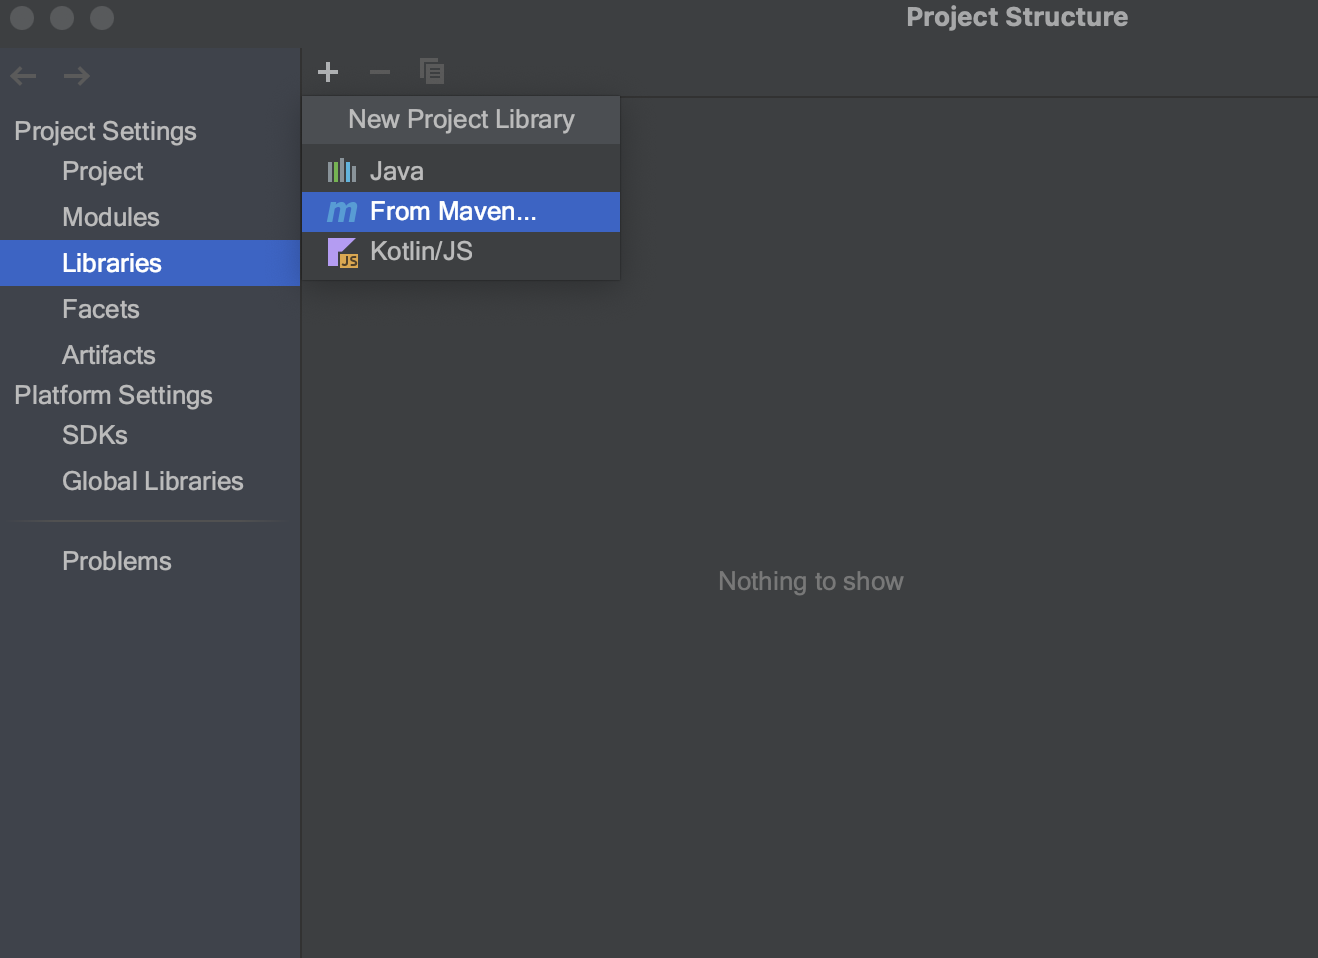 Project Structure
Project Settings
Project
Modules
Libraries
Facets
Artifacts
Platform Settings
SDKs
Global Libraries
Problems
New Project Library
Java
m From Maven...
JS Kotlin/JS
Nothing to show